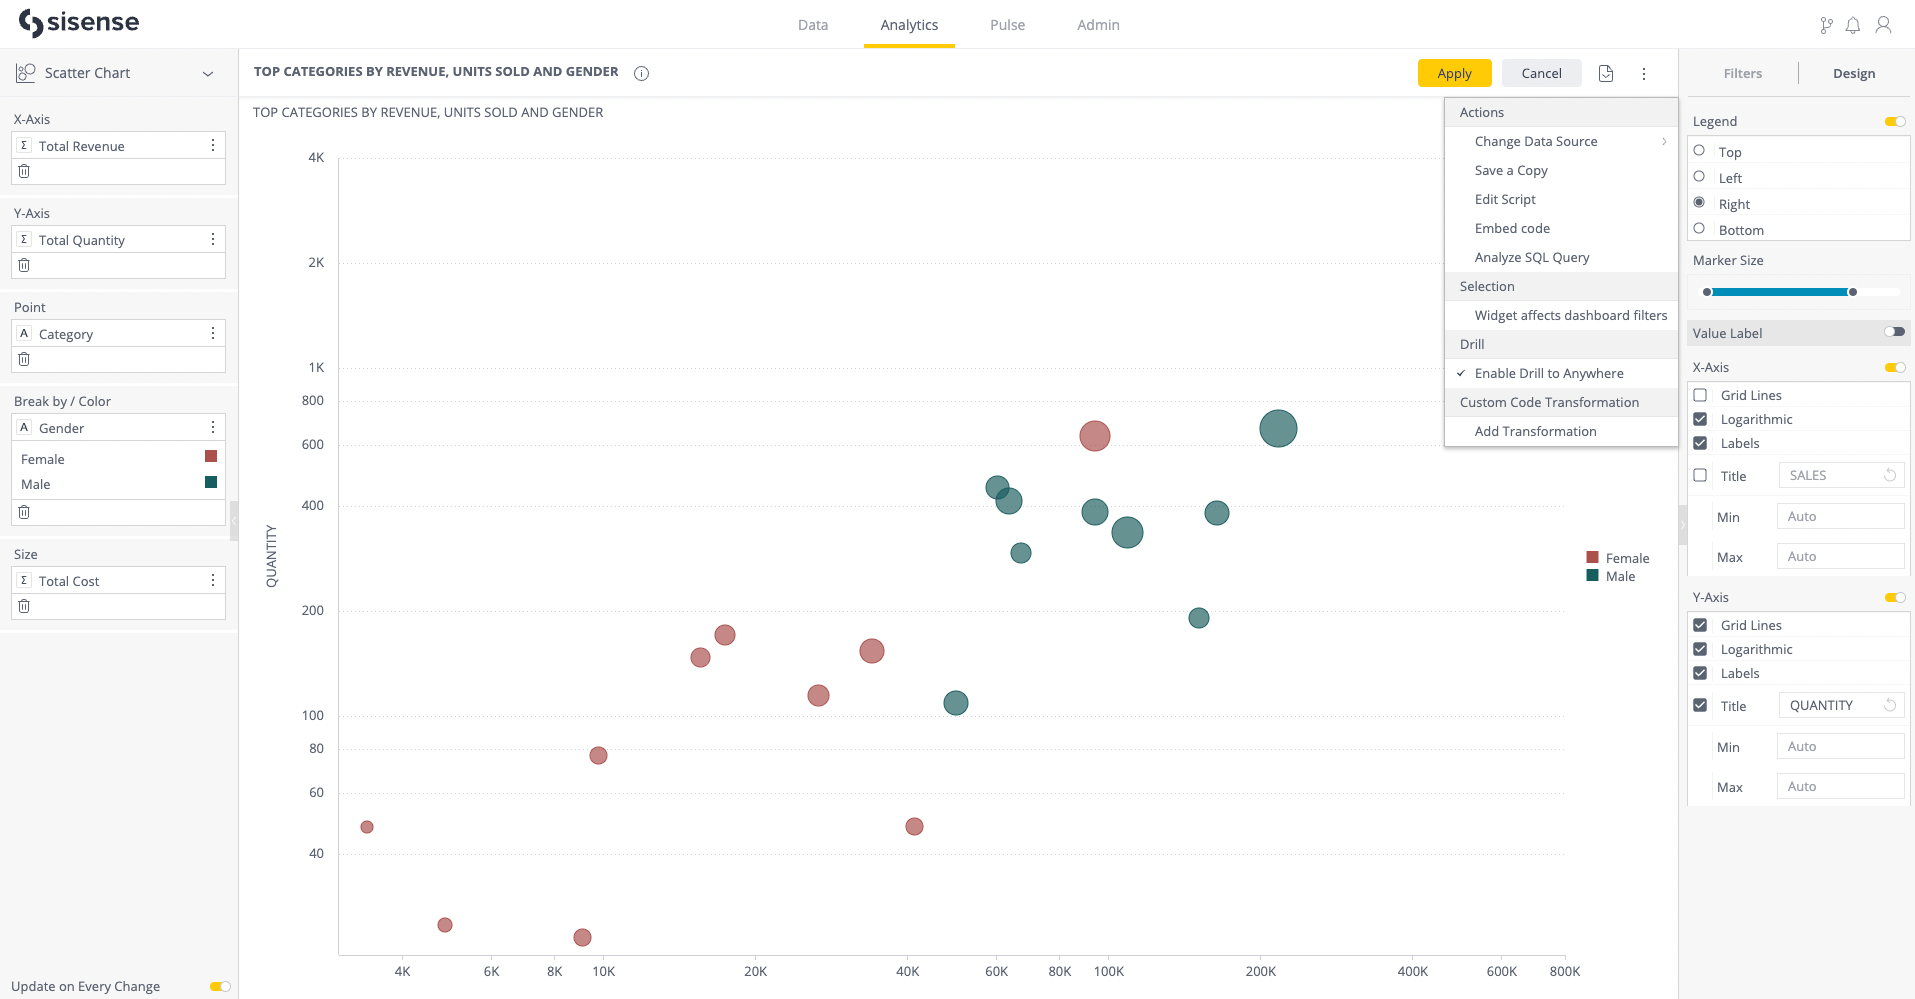 sisense
Data
Analytics
Pulse
Admin
Scatter Chart
X-Axis
Σ Total Revenue
Y-Axis
Σ Total Quantity
Point
A Category
Break by / Color
A Gender
Female
Male
Size
Σ Total Cost
Update on Every Change
TOP CATEGORIES BY REVENUE, UNITS SOLD AND GENDER
Apply
Cancel
TOP CATEGORIES BY REVENUE, UNITS SOLD AND GENDER
4K
2K
1K
800
600
400
200
100
80
60
40
QUANTITY
4K
6K
8K
10K
20K
40K
60K
80K
100K
200K
400K
600K
800K
Female
Male
Actions
Change Data Source
Save a Copy
Edit Script
Embed code
Analyze SQL Query
Selection
Widget affects dashboard filters
Drill
Enable Drill to Anywhere
Custom Code Transformation
Add Transformation
Filters
Design
Legend
Top
Left
Right
Bottom
Marker Size
Value Label
X-Axis
Grid Lines
Logarithmic
Labels
Title SALES
Min Auto
Max Auto
Y-Axis
Grid Lines
Logarithmic
Labels
Title QUANTITY
Min Auto
Max Auto